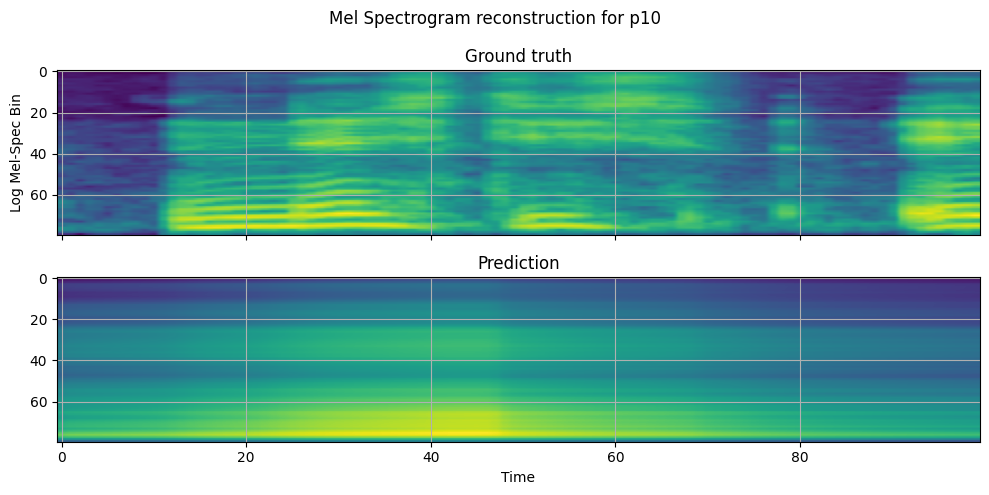 Mel Spectrogram reconstruction for p10
Ground truth
0
20
40
60
Log Mel-Spec Bin
Prediction
0
20
40
60
0 20 40 60 80
Time